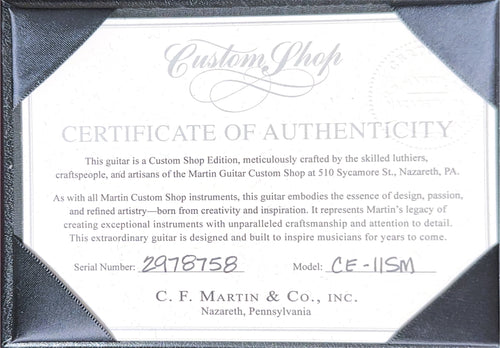 Custom Shop
CERTIFICATE OF AUTHENTICITY
This guitar is a Custom Shop Edition, meticulously crafted by the skilled luthiers,
craftspeople, and artisans of the Martin Guitar Custom Shop at 510 Sycamore St., Nazareth, PA.
As with all Martin Custom Shop instruments, this guitar embodies the essence of design, passion,
and refined artistry—born from creativity and inspiration. It represents Martin's legacy of
creating exceptional instruments with unparalleled craftsmanship and attention to detail.
This extraordinary guitar is designed and built to inspire musicians for years to come.
Serial Number: 2978758 Model: CE-11SM
C. F. MARTIN & CO., INC.
Nazareth, Pennsylvania